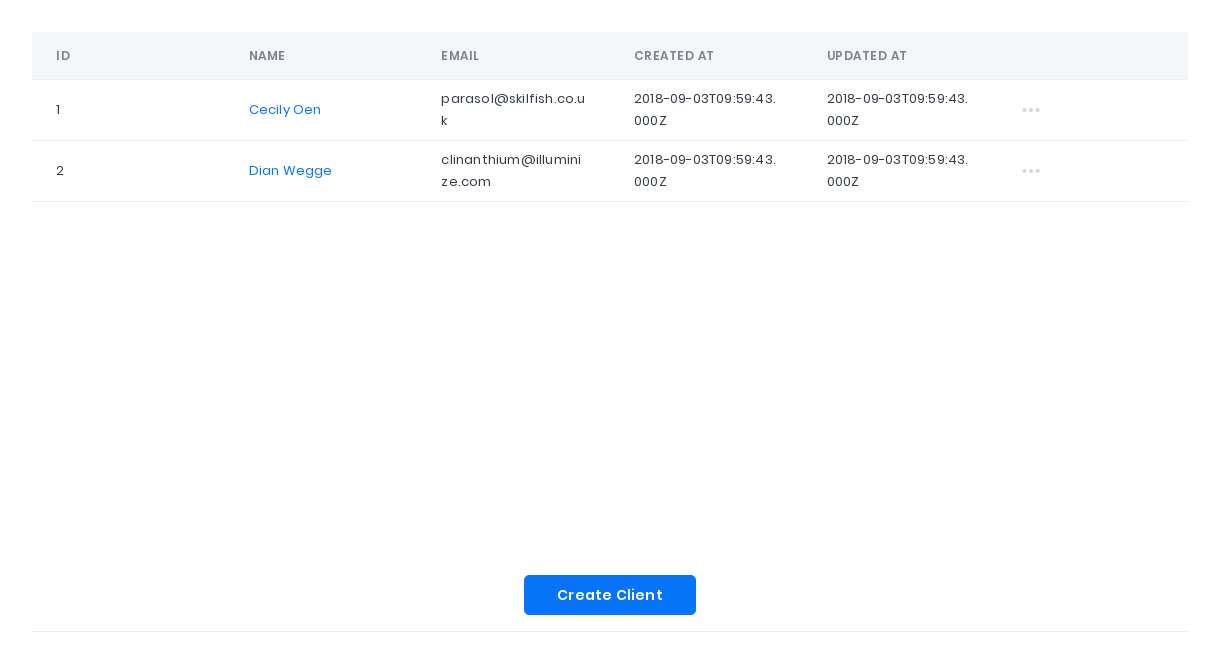 ID NAME EMAIL CREATED AT UPDATED AT
1 Cecily Oen parasol@skilfish.co.u 2018-09-03T09:59:43. 2018-09-03T09:59:43.
k 000Z 000Z
2 Dian Wegge clinanthium@illumini 2018-09-03T09:59:43. 2018-09-03T09:59:43.
ze.com 000Z 000Z
Create Client